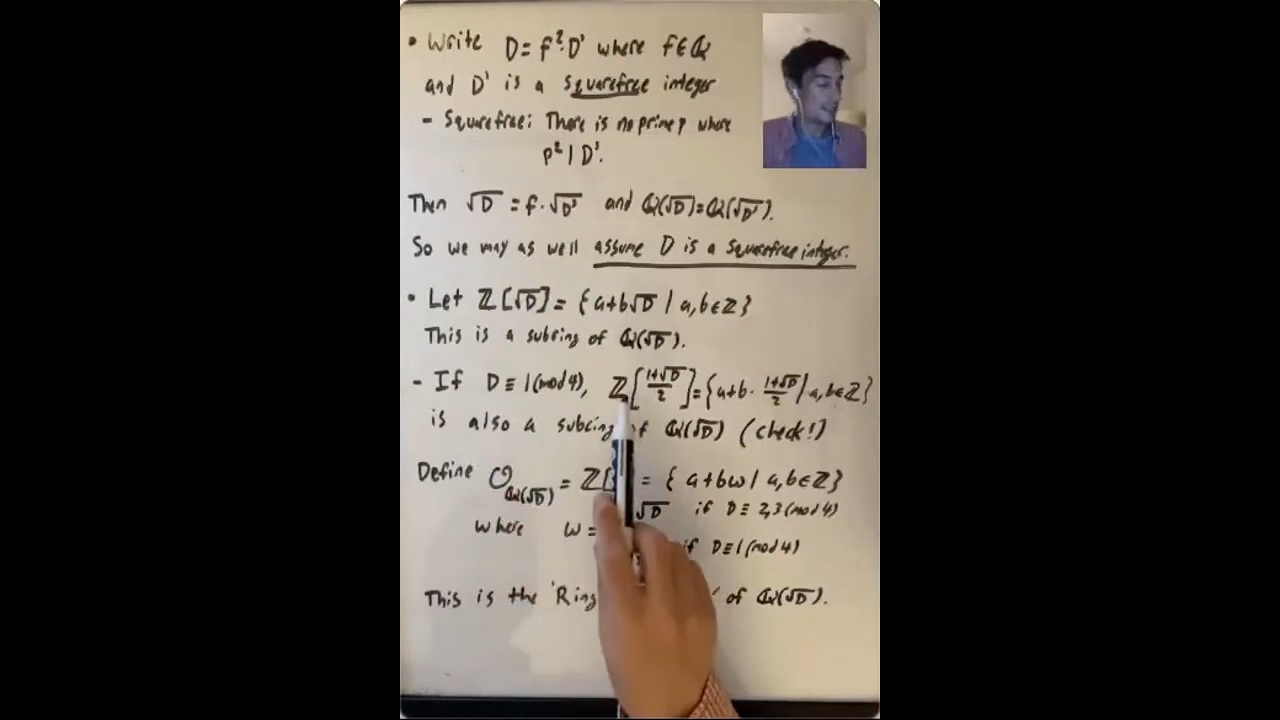 • Write D = f²·D' where f∈ℚ
and D' is a squarefree integer
- Squarefree: There is no prime p where
p² | D'.
Then √D = f·√D' and ℚ(√D)=ℚ(√D').
So we may as well assume D is a squarefree integer.
• Let ℤ[√D] = {a+b√D | a,b∈ℤ}
This is a subring of ℚ(√D).
- If D ≡ 1(mod 4), ℤ[(1+√D)/2] = {a+b·(1+√D)/2 | a,b∈ℤ}
is also a subring of ℚ(√D) (check!)
Define O_ℚ(√D) = ℤ[ = {a+bω | a,b∈ℤ}
√D if D ≡ 2,3(mod 4)
where ω =
if D≡1(mod 4)
This is the 'Ring ' of ℚ(√D).